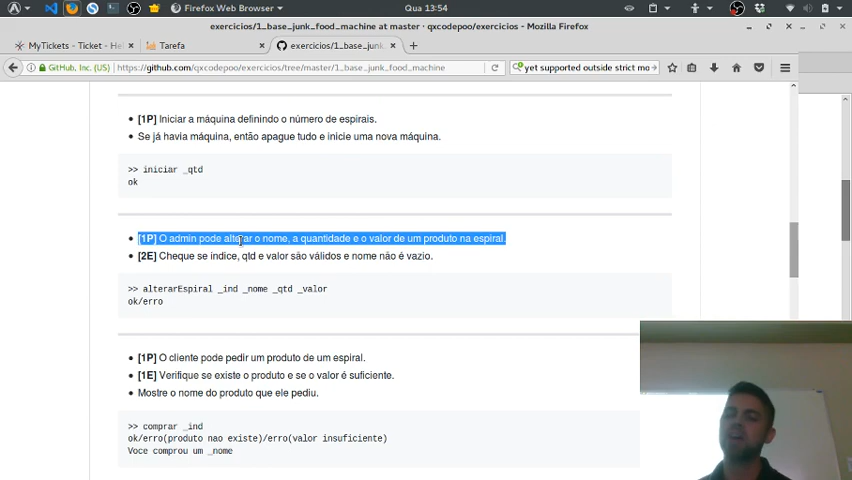 Firefox Web Browser
Qua 13:54
exercicios/1_base_junk_food_machine at master · qxcodepoo/exercicios - Mozilla Firefox
MyTickets - Ticket - Hel
Tarefa
exercicios/1_base_junk
GitHub, Inc. (US)
https://github.com/qxcodepoo/exercicios/tree/master/1_base_junk_food_machine
yet supported outside strict mo
[1P] Iniciar a máquina definindo o número de espirais.
Se já havia máquina, então apague tudo e inicie uma nova máquina.
>> iniciar _qtd
ok
[1P] O admin pode alterar o nome, a quantidade e o valor de um produto na espiral.
[2E] Cheque se índice, qtd e valor são válidos e nome não é vazio.
>> alterarEspiral _ind _nome _qtd _valor
ok/erro
[1P] O cliente pode pedir um produto de um espiral.
[1E] Verifique se existe o produto e se o valor é suficiente.
Mostre o nome do produto que ele pediu.
>> comprar _ind
ok/erro(produto nao existe)/erro(valor insuficiente)
Voce comprou um _nome